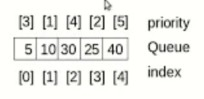 [3] [1] [4] [2] [5] priority
5 10 30 25 40 Queue
[0] [1] [2] [3] [4] index